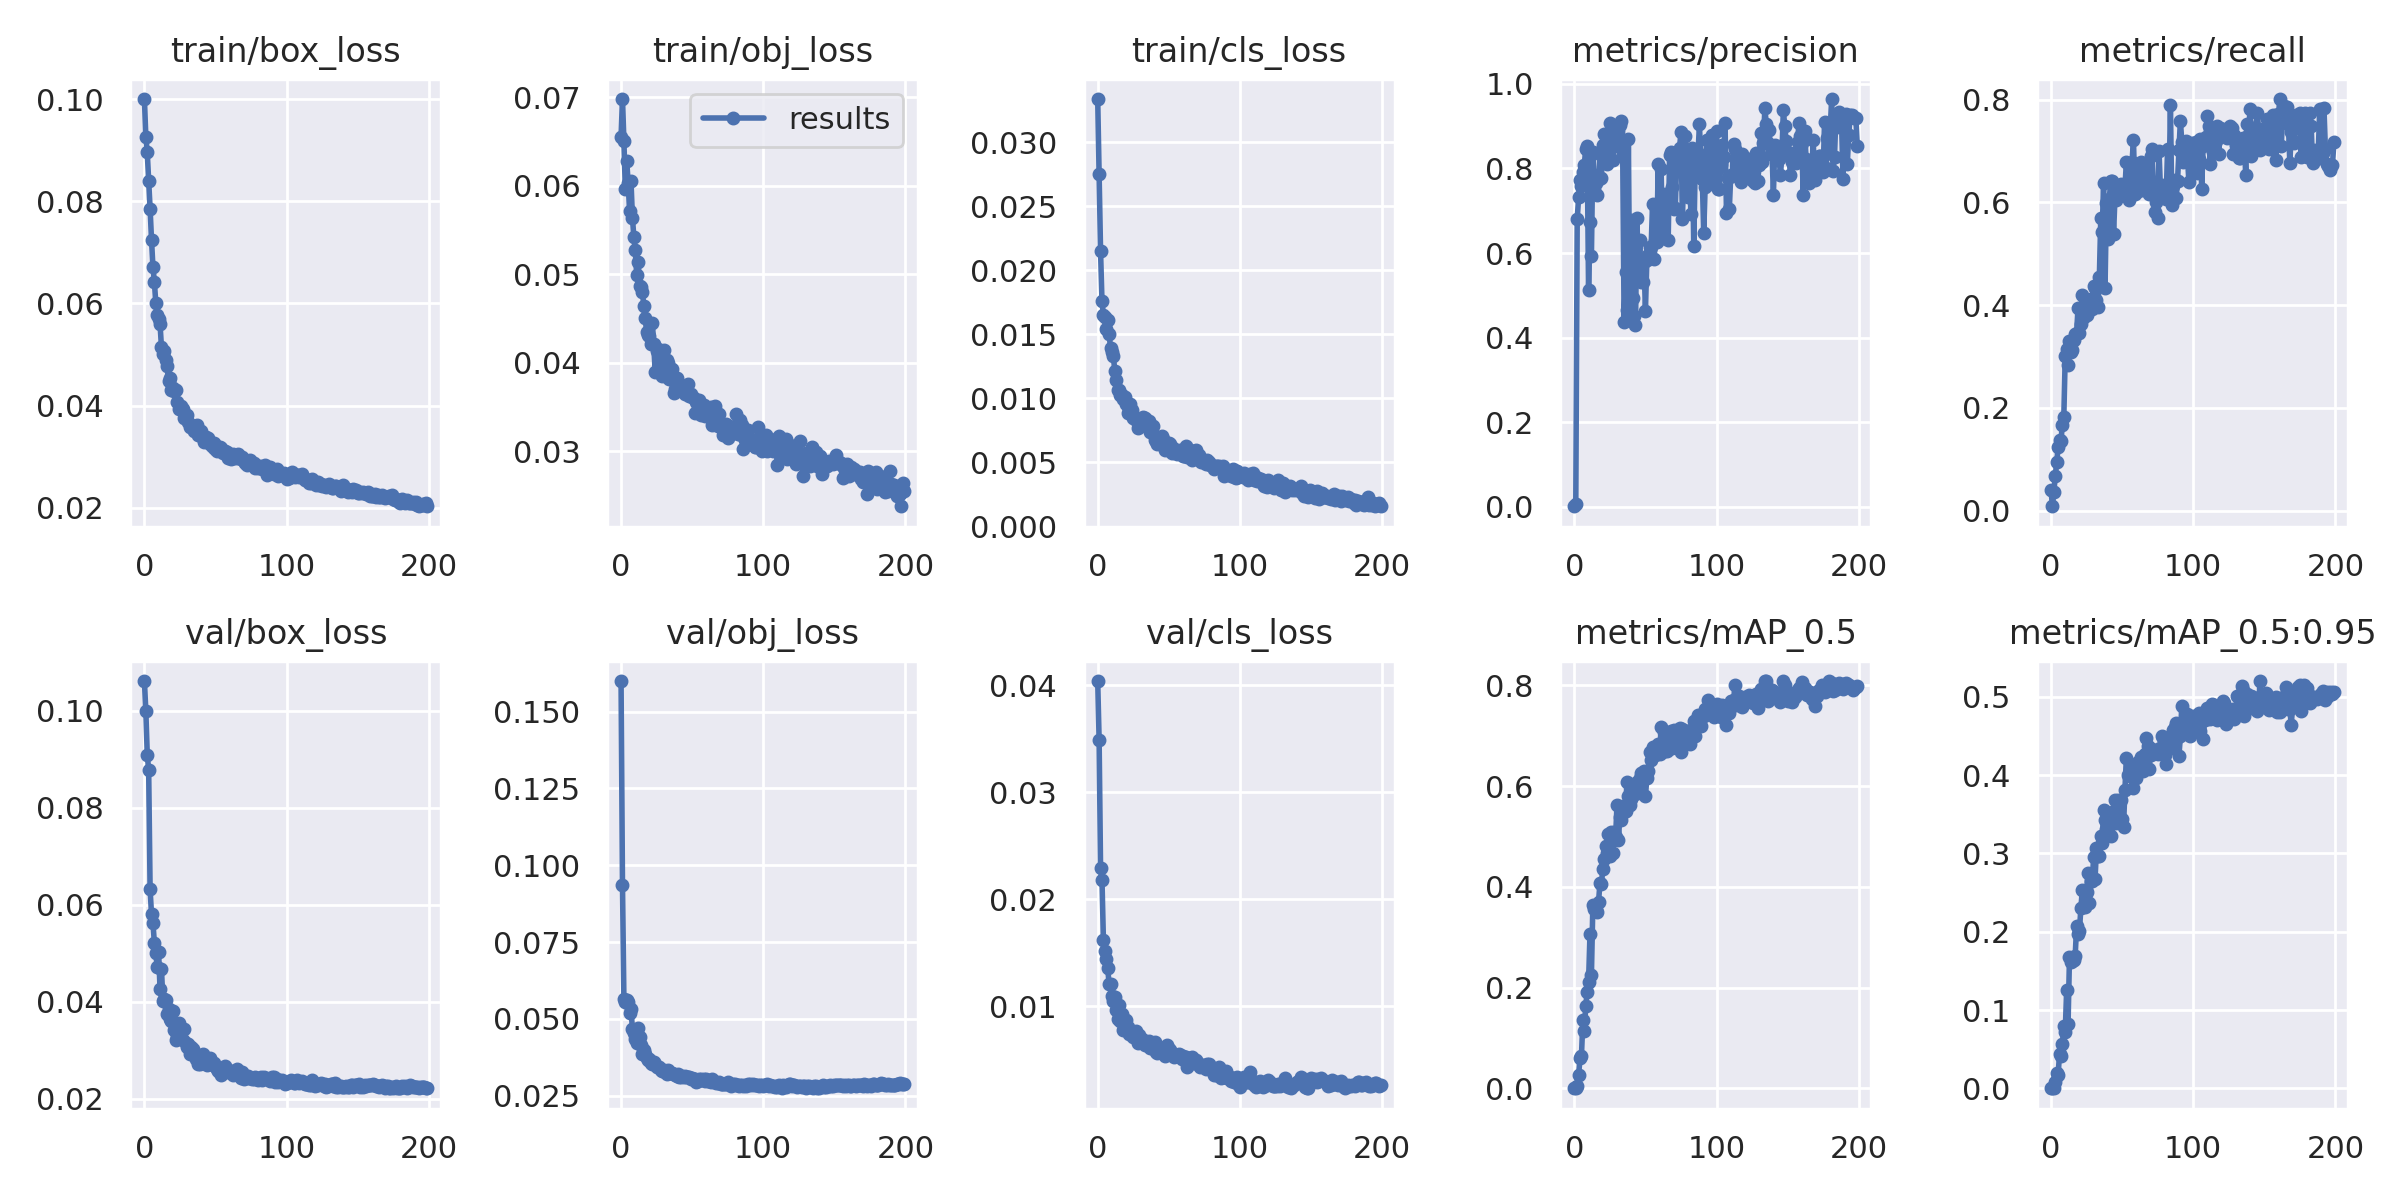 train/box_loss
0.10
0.08
0.06
0.04
0.02
0 100 200
train/obj_loss
results
0.07
0.06
0.05
0.04
0.03
0 100 200
train/cls_loss
0.030
0.025
0.020
0.015
0.010
0.005
0.000
0 100 200
metrics/precision
1.0
0.8
0.6
0.4
0.2
0.0
0 100 200
metrics/recall
0.8
0.6
0.4
0.2
0.0
0 100 200
val/box_loss
0.10
0.08
0.06
0.04
0.02
0 100 200
val/obj_loss
0.150
0.125
0.100
0.075
0.050
0.025
0 100 200
val/cls_loss
0.04
0.03
0.02
0.01
0 100 200
metrics/mAP_0.5
0.8
0.6
0.4
0.2
0.0
0 100 200
metrics/mAP_0.5:0.95
0.5
0.4
0.3
0.2
0.1
0.0
0 100 200